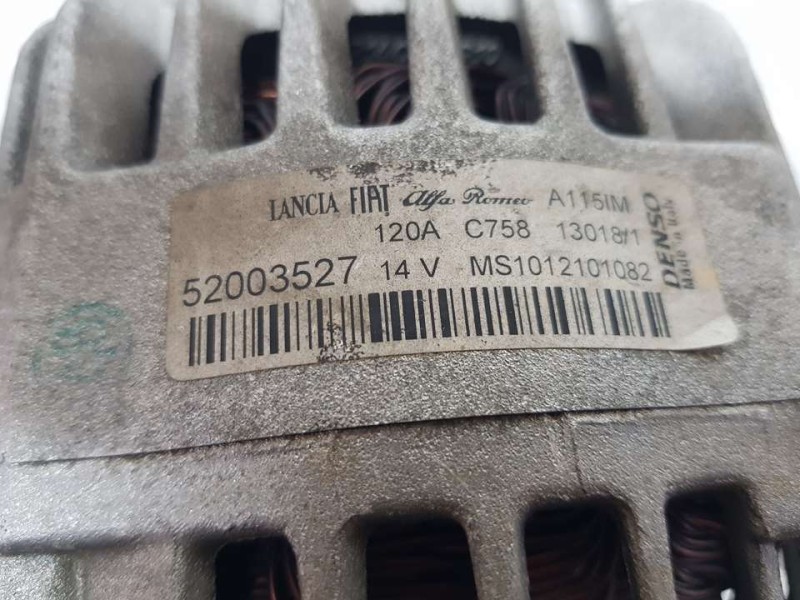 LANCIA FIAT Alfa Romeo A115IM
120A C758 13018/1
52003527 14 V MS1012101082
DENSO
Made in Italy